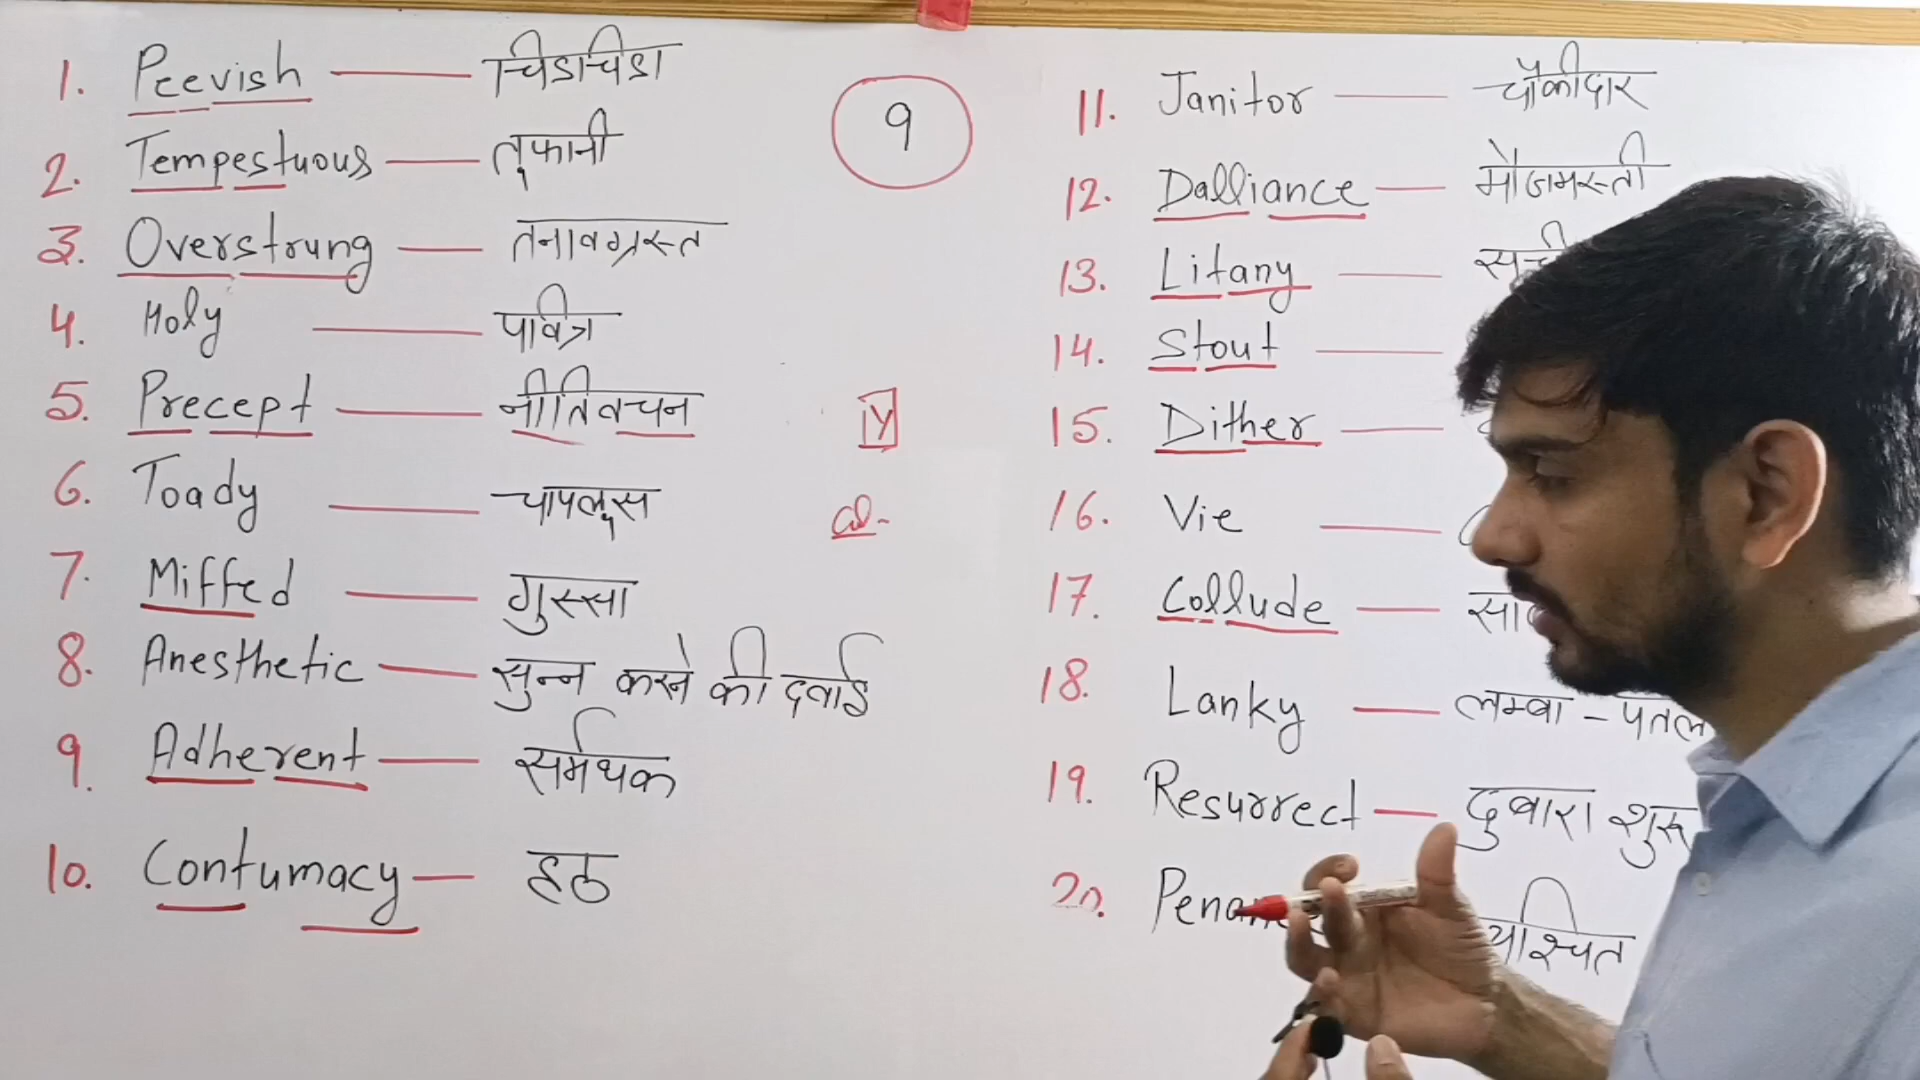 1. Peevish — चिडचिडा
2. Tempestuous — तूफानी
3. Overstrung — तनावग्रस्त
4. Holy — पवित्र
5. Precept — नीतिवचन
6. Toady — चापलूस
7. Miffed — गुस्सा
8. Anesthetic — सुन्न करने की दवाई
9. Adherent — समर्थक
10. Contumacy — हठ
9
y
11. Janitor — चौकीदार
12. Dalliance — मौजमस्ती
13. Litany —
14. Stout —
15. Dither —
16. Vie —
17. Collude —
18. Lanky — लम्बा -
19. Resurrect — दुबारा शुरू
20.